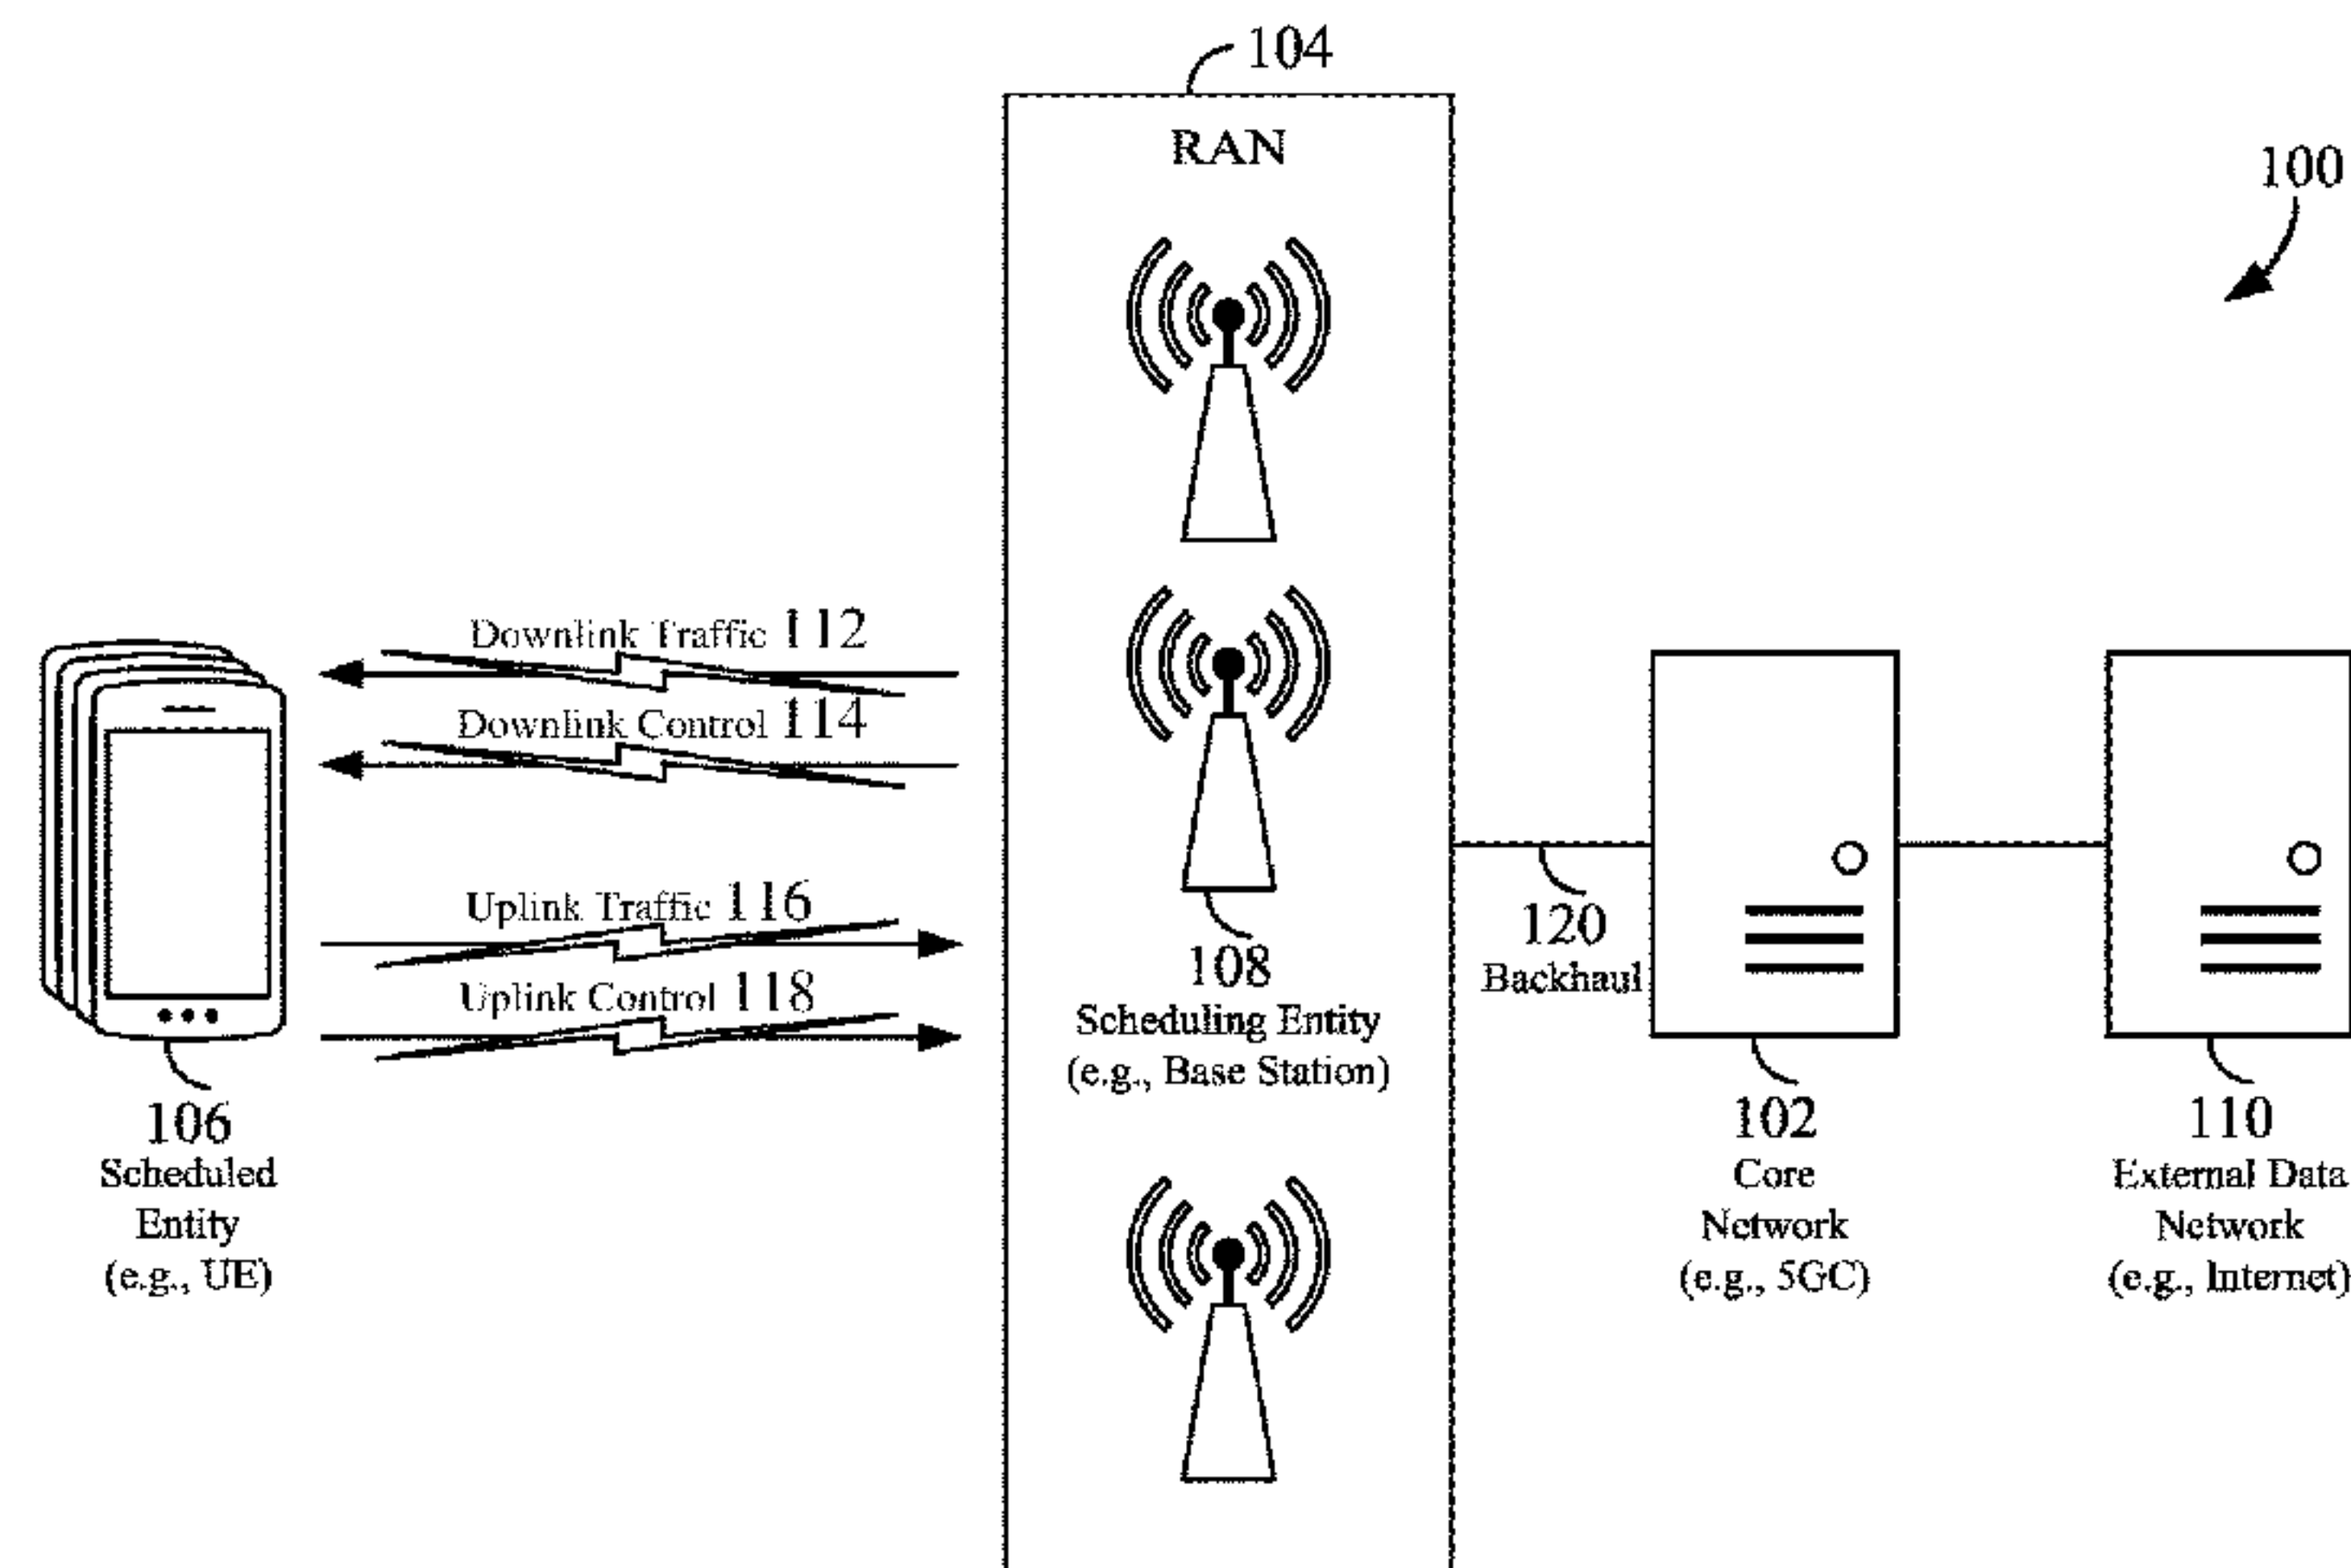 104
RAN
100
Downlink Traffic 112
Downlink Control 114
Uplink Traffic 116
Uplink Control 118
108
Scheduling Entity
(e.g., Base Station)
120
Backhaul
106
Scheduled
Entity
(e.g., UE)
102
Core
Network
(e.g., 5GC)
110
External Data
Network
(e.g., Internet)